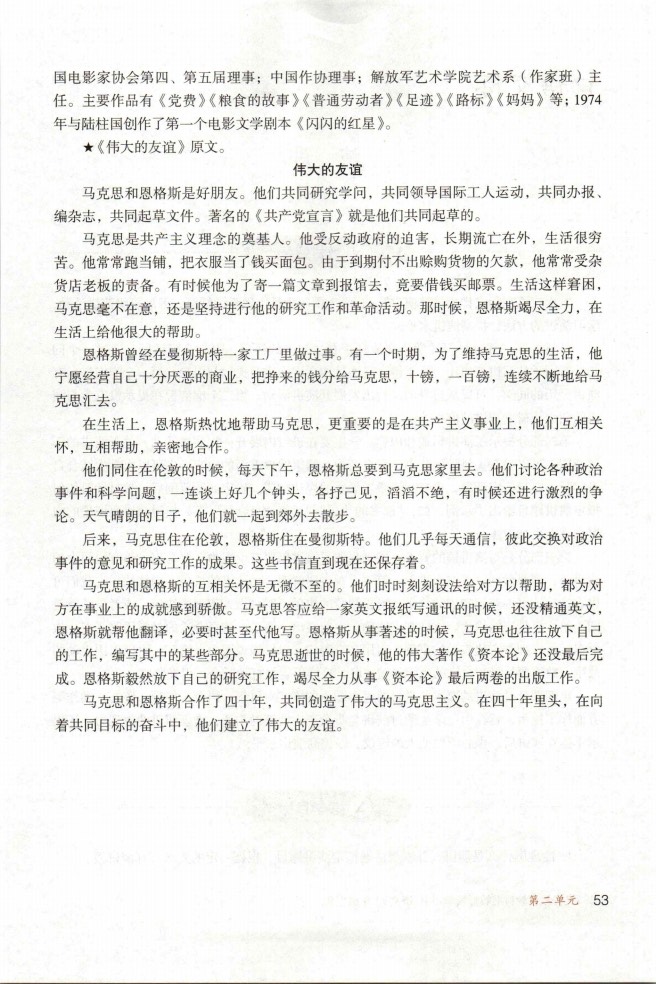 国电影家协会第四、第五届理事；中国作协理事；解放军艺术学院艺术系（作家班）主
任。主要作品有《党费》《粮食的故事》《普通劳动者》《足迹》《路标》《妈妈》等；1974
年与陆柱国创作了第一个电影文学剧本《闪闪的红星》。
★《伟大的友谊》原文。
伟大的友谊
马克思和恩格斯是好朋友。他们共同研究学问，共同领导国际工人运动，共同办报、
编杂志，共同起草文件。著名的《共产党宣言》就是他们共同起草的。
马克思是共产主义理念的奠基人。他受反动政府的迫害，长期流亡在外，生活很穷
苦。他常常跑当铺，把衣服当了钱买面包。由于到期付不出赊购货物的欠款，他常常受杂
货店老板的责备。有时候他为了寄一篇文章到报馆去，竟要借钱买邮票。生活这样窘困，
马克思毫不在意，还是坚持进行他的研究工作和革命活动。那时候，恩格斯竭尽全力，在
生活上给他很大的帮助。
恩格斯曾经在曼彻斯特一家工厂里做过事。有一个时期，为了维持马克思的生活，他
宁愿经营自己十分厌恶的商业，把挣来的钱分给马克思，十镑，一百镑，连续不断地给马
克思汇去。
在生活上，恩格斯热忱地帮助马克思，更重要的是在共产主义事业上，他们互相关
怀，互相帮助，亲密地合作。
他们同住在伦敦的时候，每天下午，恩格斯总要到马克思家里去。他们讨论各种政治
事件和科学问题，一连谈上好几个钟头，各抒己见，滔滔不绝，有时候还进行激烈的争
论。天气晴朗的日子，他们就一起到郊外去散步。
后来，马克思住在伦敦，恩格斯住在曼彻斯特。他们几乎每天通信，彼此交换对政治
事件的意见和研究工作的成果。这些书信直到现在还保存着。
马克思和恩格斯的互相关怀是无微不至的。他们时时刻刻设法给对方以帮助，都为对
方在事业上的成就感到骄傲。马克思答应给一家英文报纸写通讯的时候，还没精通英文，
恩格斯就帮他翻译，必要时甚至代他写。恩格斯从事著述的时候，马克思也往往放下自己
的工作，编写其中的某些部分。马克思逝世的时候，他的伟大著作《资本论》还没最后完
成。恩格斯毅然放下自己的研究工作，竭尽全力从事《资本论》最后两卷的出版工作。
马克思和恩格斯合作了四十年，共同创造了伟大的马克思主义。在四十年里头，在向
着共同目标的奋斗中，他们建立了伟大的友谊。
第二单元 53